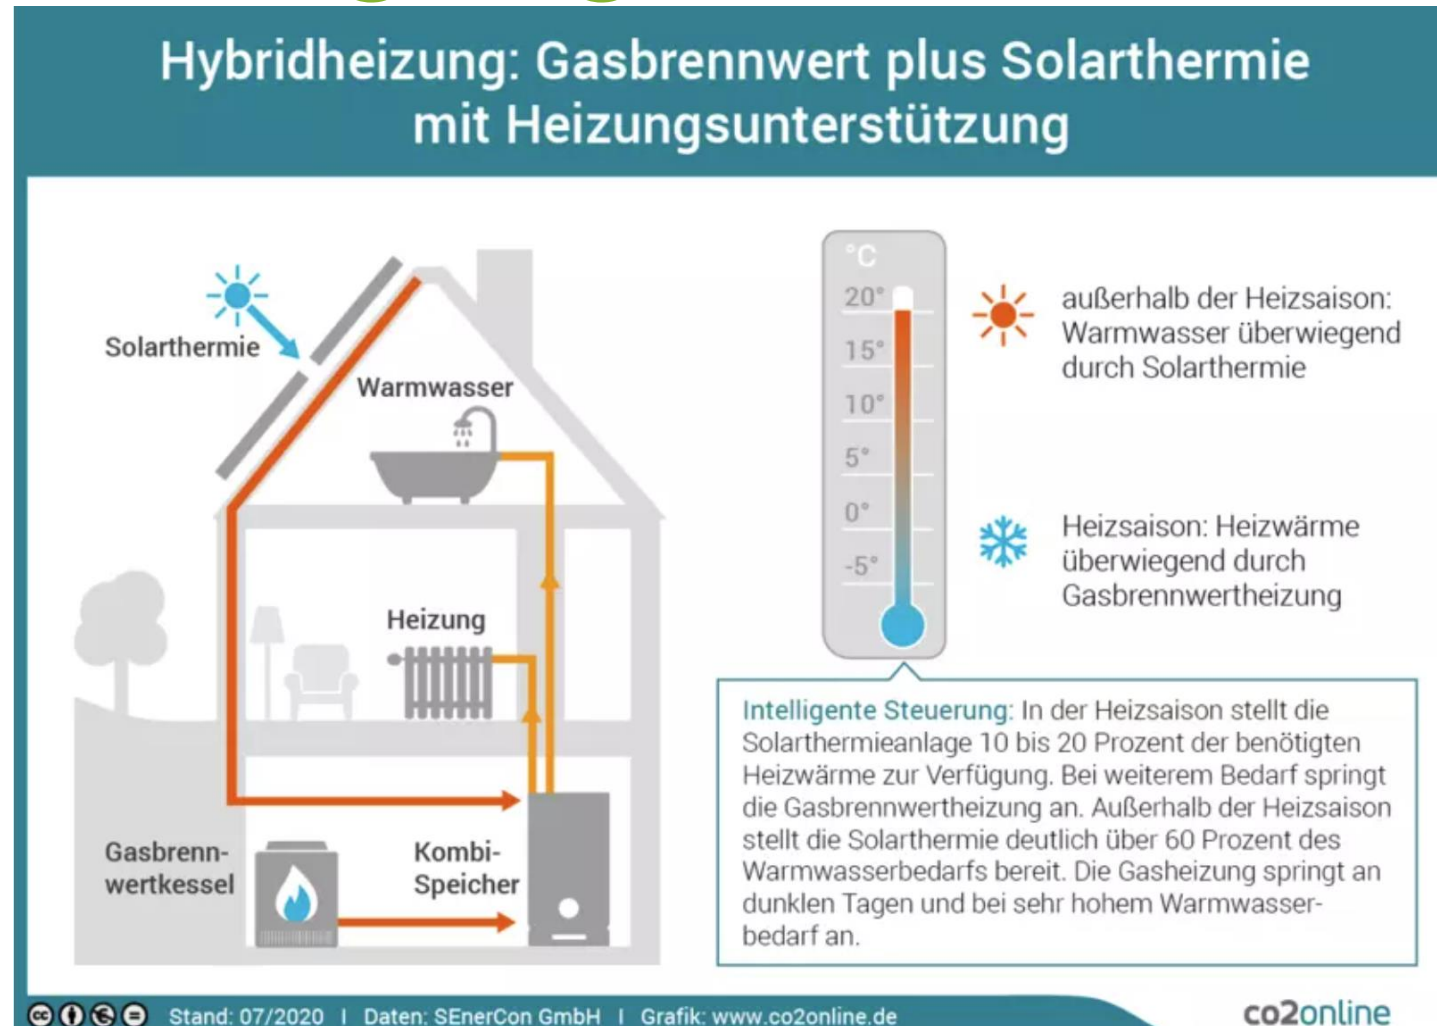 Hybridheizung: Gasbrennwert plus Solarthermie
mit Heizungsunterstützung
Solarthermie
Warmwasser
Heizung
Gasbrenn-
wertkessel
Kombi-
Speicher
°C
20°
15°
10°
5°
0°
-5°
außerhalb der Heizsaison:
Warmwasser überwiegend
durch Solarthermie
Heizsaison: Heizwärme
überwiegend durch
Gasbrennwertheizung
Intelligente Steuerung: In der Heizsaison stellt die
Solarthermieanlage 10 bis 20 Prozent der benötigten
Heizwärme zur Verfügung. Bei weiterem Bedarf springt
die Gasbrennwertheizung an. Außerhalb der Heizsaison
stellt die Solarthermie deutlich über 60 Prozent des
Warmwasserbedarfs bereit. Die Gasheizung springt an
dunklen Tagen und bei sehr hohem Warmwasser-
bedarf an.
cc Stand: 07/2020 | Daten: SEnerCon GmbH | Grafik: www.co2online.de
co2online